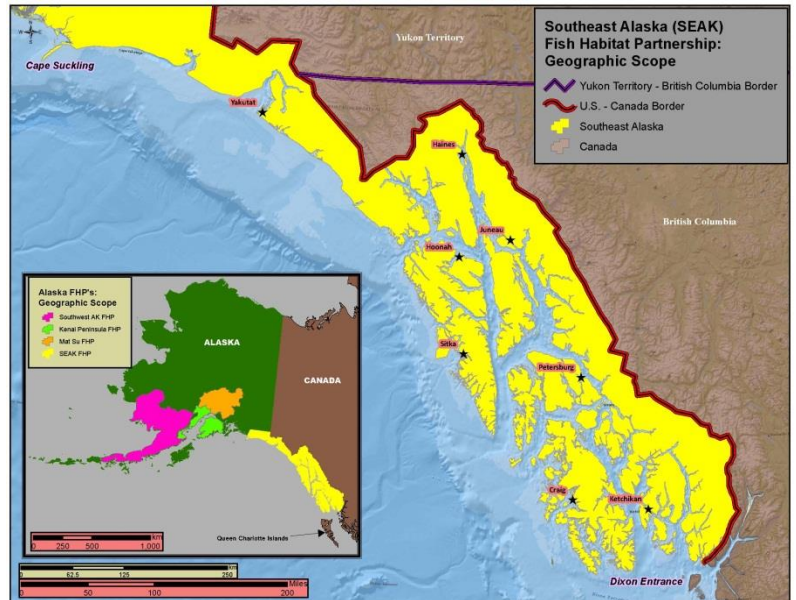 Southeast Alaska (SEAK)
Fish Habitat Partnership:
Geographic Scope
Yukon Territory - British Columbia Border
U.S. - Canada Border
Southeast Alaska
Canada
Yukon Territory
W
E
S
Cape Suckling
Yakutat
Haines
British Columbia
Juneau
Hoonah
Sitka
Petersburg
Craig
Ketchikan
Dixon Entrance
Alaska FHP's:
Geographic Scope
Southwest AK FHP
Kenai Peninsula FHP
Mat Su FHP
SEAK FHP
ALASKA
CANADA
Queen Charlotte Islands
Km
0 250 500 1,000
Km
0 62.5 125 250
Miles
0 50 100 200